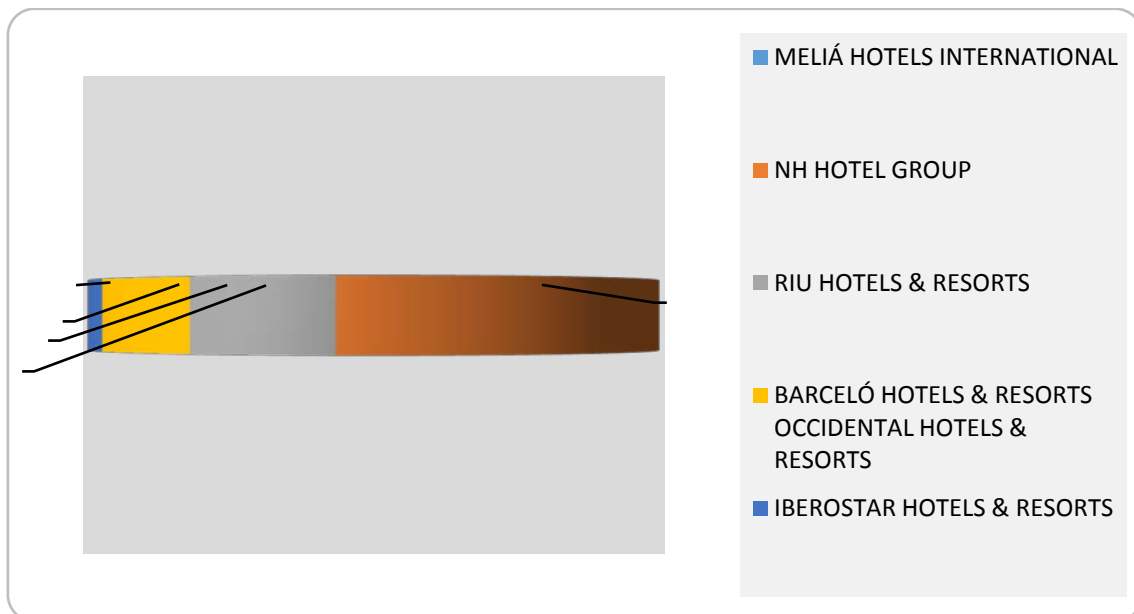 MELIÁ HOTELS INTERNATIONAL
NH HOTEL GROUP
RIU HOTELS & RESORTS
BARCELÓ HOTELS & RESORTS
OCCIDENTAL HOTELS &
RESORTS
IBEROSTAR HOTELS & RESORTS